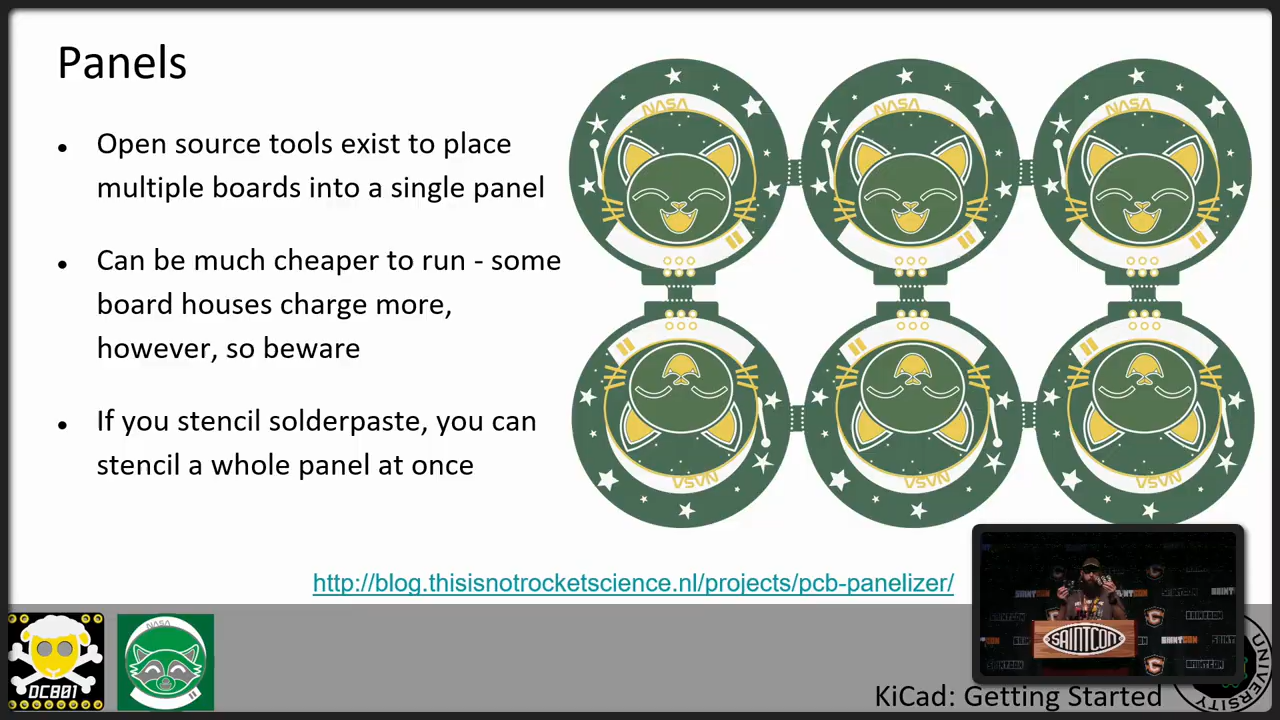 Panels
Open source tools exist to place
multiple boards into a single panel
Can be much cheaper to run - some
board houses charge more,
however, so beware
If you stencil solderpaste, you can
stencil a whole panel at once
NASA
NASA
NASA
NASA
NASA
NASA
http://blog.thisisnotrocketscience.nl/projects/pcb-panelizer/
DC801
NASA
SAINTCON
SAINTCON
KiCad: Getting Started
UNIVERSITY